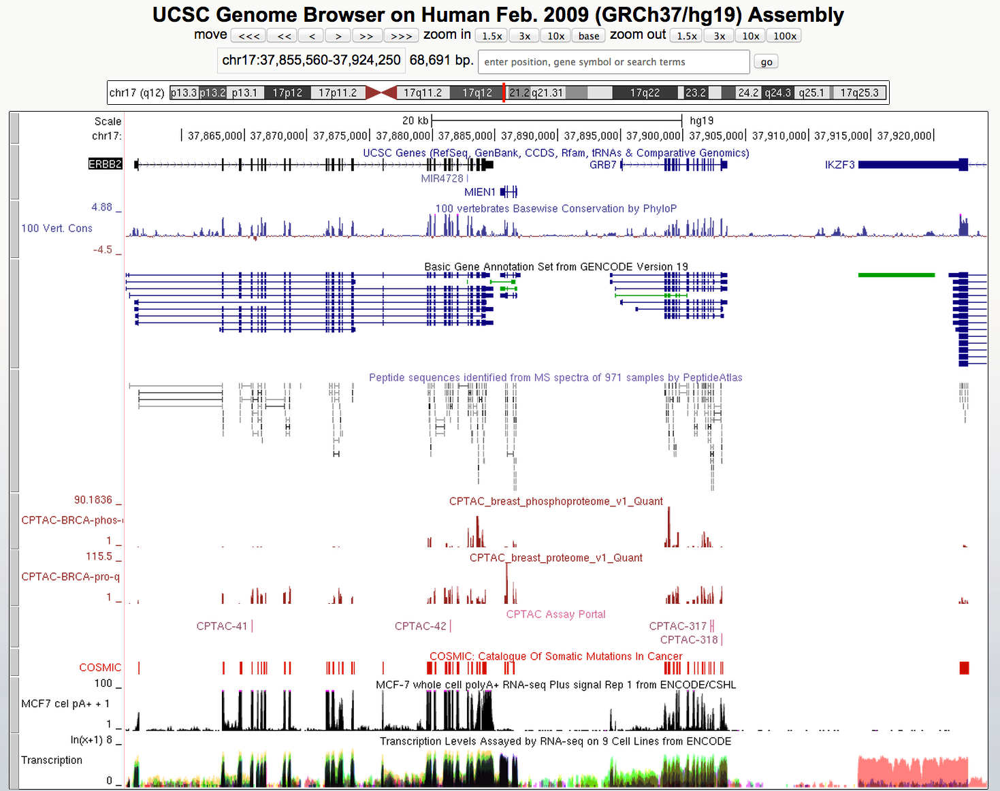 UCSC Genome Browser on Human Feb. 2009 (GRCh37/hg19) Assembly
move <<< << < > >> >>> zoom in 1.5x 3x 10x base zoom out 1.5x 3x 10x 100x
chr17:37,855,560-37,924,250 68,691 bp. enter position, gene symbol or search terms go
chr17 (q12) p13.3 p13.2 p13.1 17p12 17p11.2 17q11.2 17q12 21.2 q21.31 17q22 23.2 24.2 q24.3 q25.1 17q25.3
Scale 20 kb hg19
chr17: 37,865,000 37,870,000 37,875,000 37,880,000 37,885,000 37,890,000 37,895,000 37,900,000 37,905,000 37,910,000 37,915,000 37,920,000
UCSC Genes (RefSeq, GenBank, CCDS, Rfam, tRNAs & Comparative Genomics)
ERBB2 GRB7 IKZF3
MIR4728
MIEN1
4.88 100 vertebrates Basewise Conservation by PhyloP
100 Vert. Cons
-4.5
Basic Gene Annotation Set from GENCODE Version 19
Peptide sequences identified from MS spectra of 971 samples by PeptideAtlas
90.1836 CPTAC_breast_phosphoproteome_v1_Quant
CPTAC-BRCA-phos-
1
115.5 CPTAC_breast_proteome_v1_Quant
CPTAC-BRCA-pro-q
1
CPTAC Assay Portal
CPTAC-41 CPTAC-42 CPTAC-317
CPTAC-318
COSMIC: Catalogue Of Somatic Mutations In Cancer
COSMIC
100 MCF-7 whole cell polyA+ RNA-seq Plus signal Rep 1 from ENCODE/CSHL
MCF7 cel pA+ + 1
1
ln(x+1) 8 Transcription Levels Assayed by RNA-seq on 9 Cell Lines from ENCODE
Transcription
0